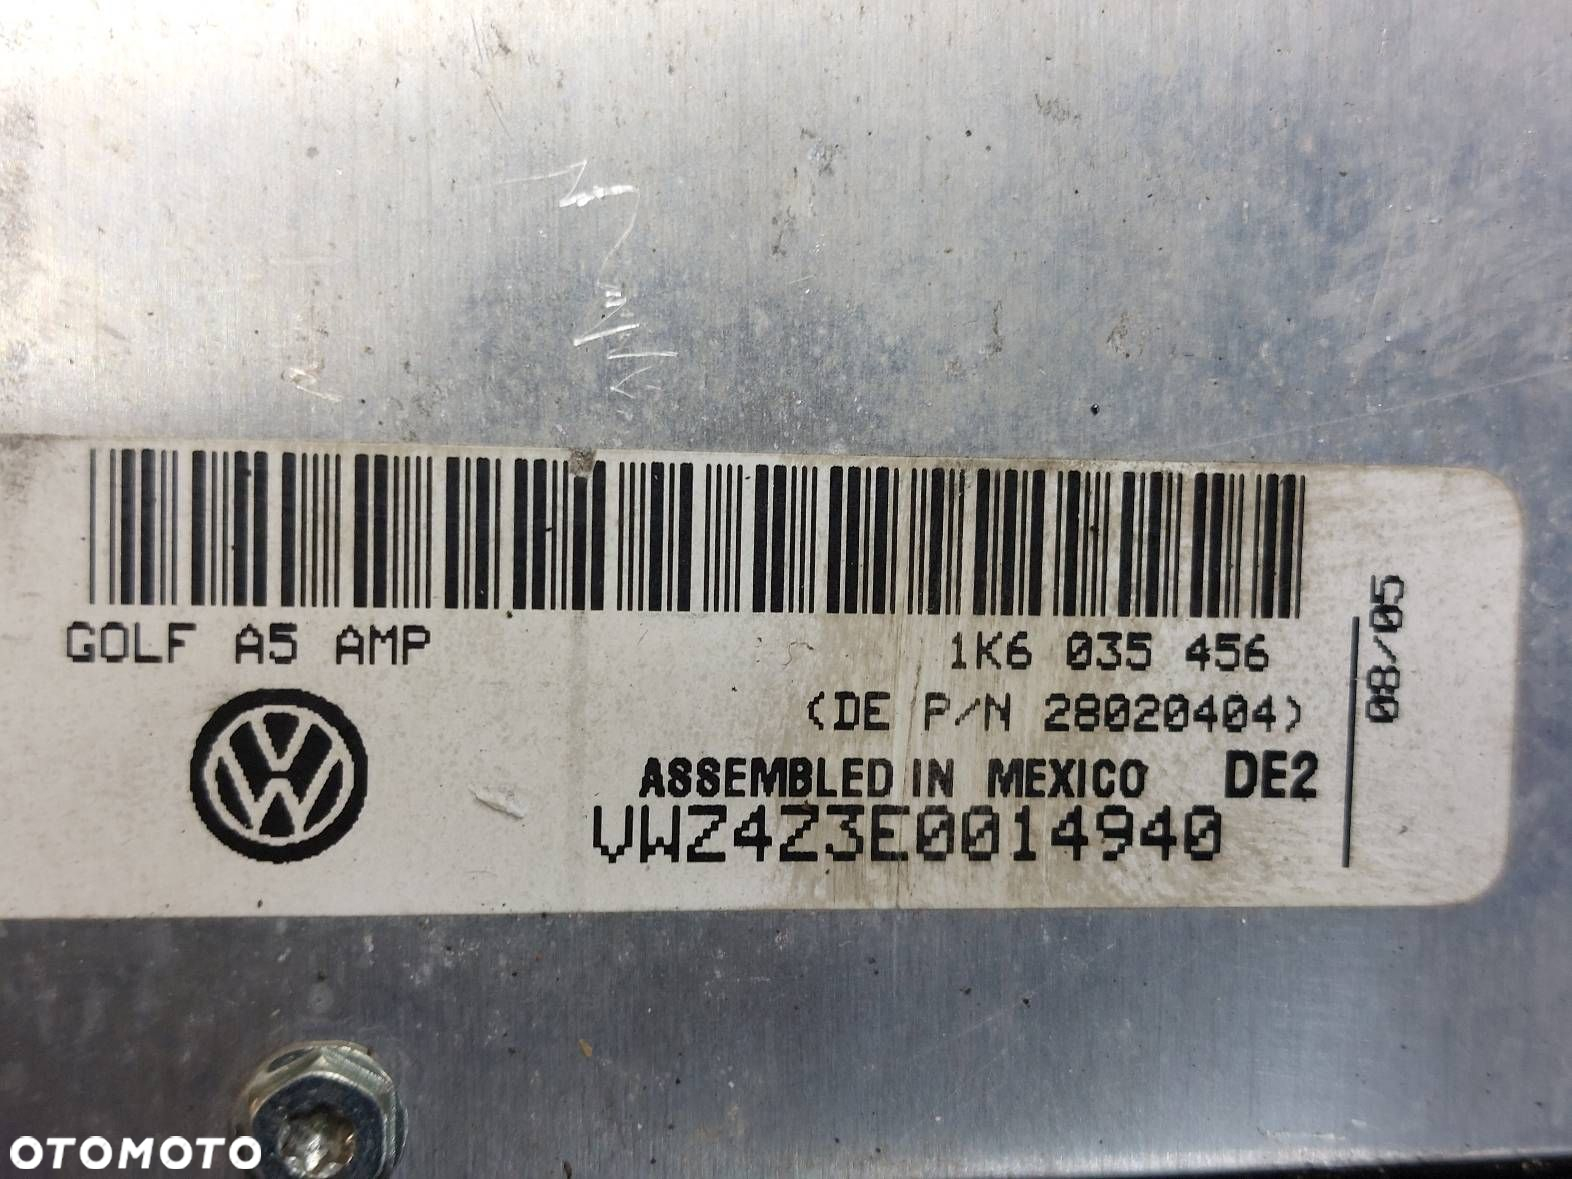 GOLF A5 AMP
1K6 035 456
(DE P/N 28020404)
ASSEMBLED IN MEXICO DE2
VWZ4Z3E0014940
08/05
OTOMOTO